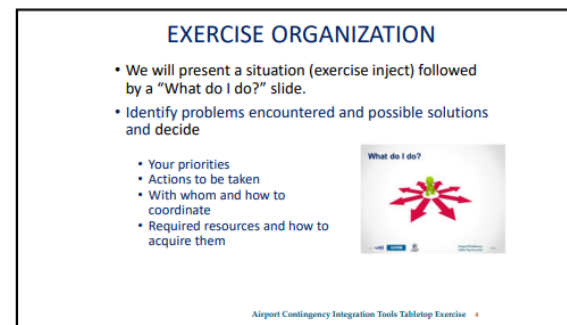 EXERCISE ORGANIZATION
• We will present a situation (exercise inject) followed
by a “What do I do?” slide.
• Identify problems encountered and possible solutions
and decide
• Your priorities
• Actions to be taken
• With whom and how to
coordinate
• Required resources and how to
acquire them
What do I do?
Airport Contingency Integration Tools Tabletop Exercise 4